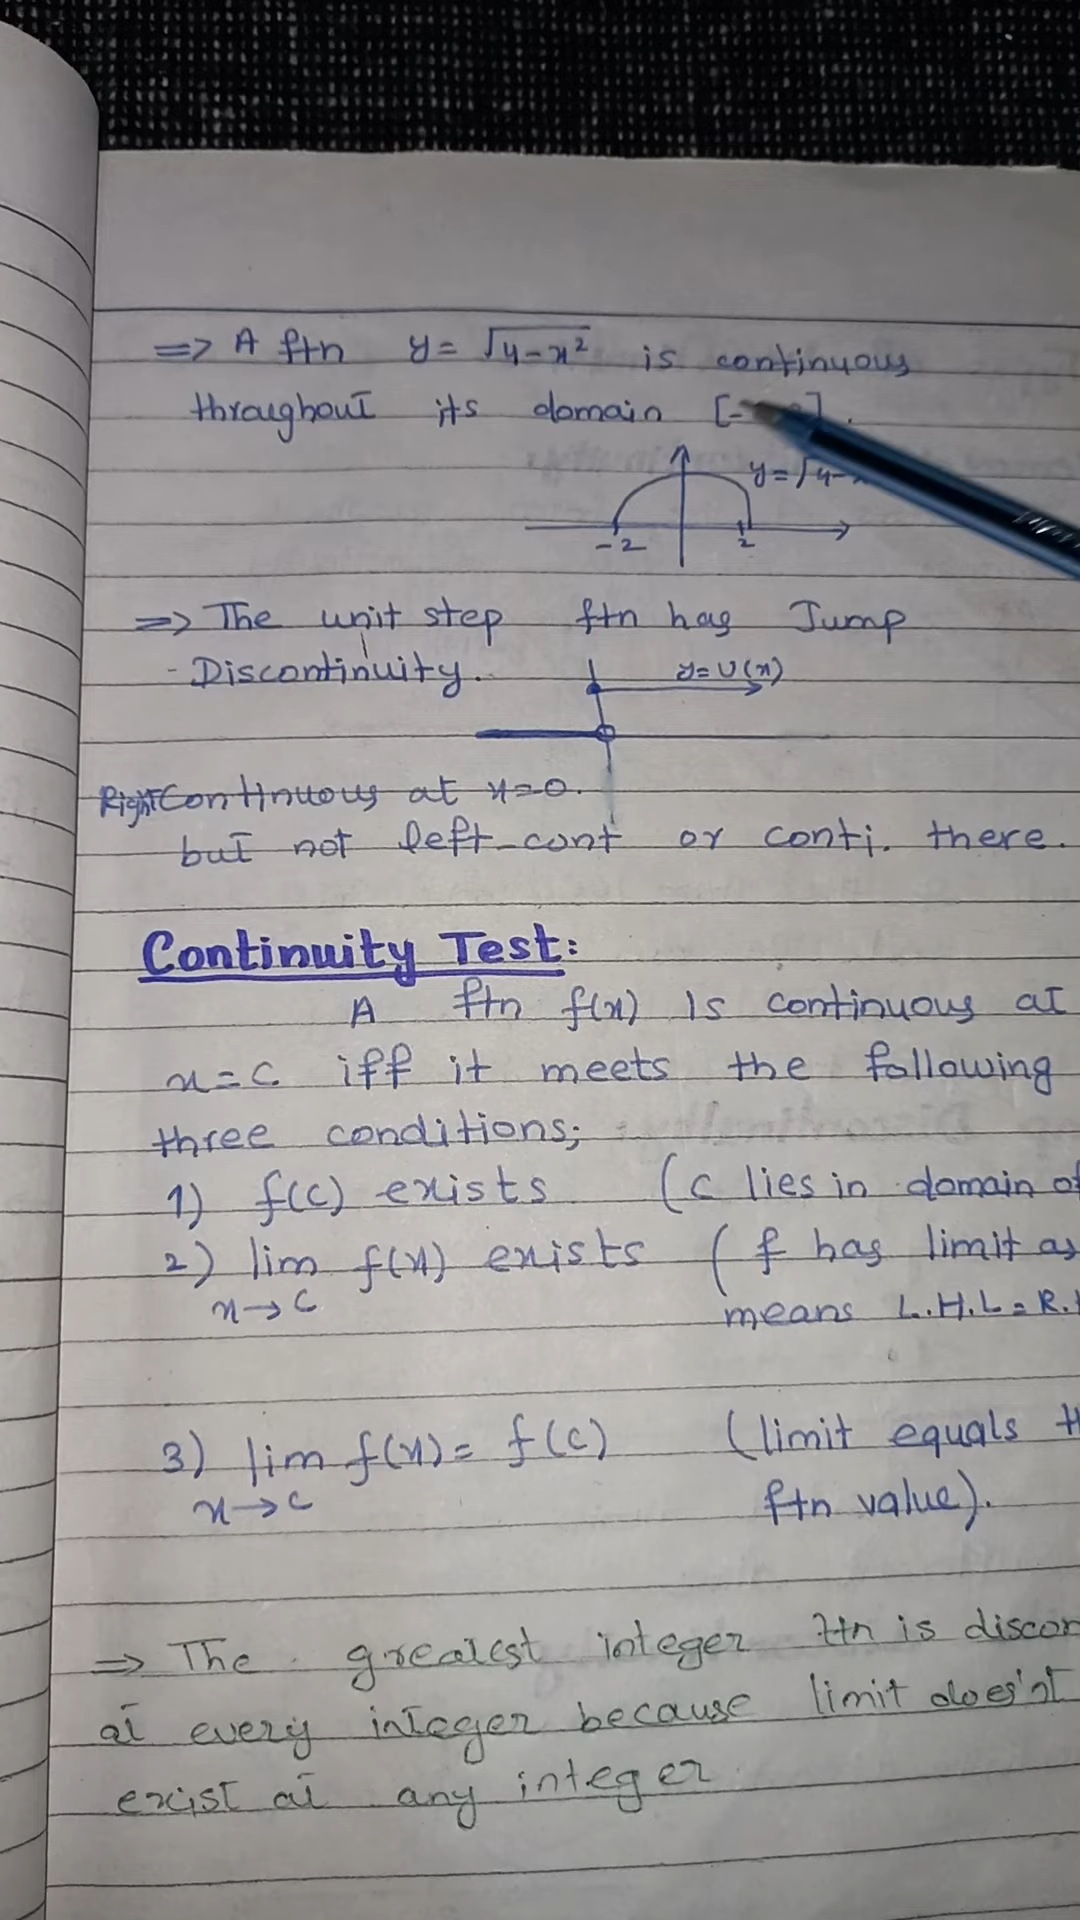 ⇒ A ftn y = √4-x² is continuous
throughout its domain
y = √4-
-2 2
⇒ The unit step ftn has Jump
- Discontinuity.
y = U(x)
Right Continuous at x=0.
but not left cont or conti. there.
Continuity Test:
A ftn f(x) Is continuous at
x = c iff it meets the following
three conditions;
1) f(c) exists (c lies in domain of
2) lim f(x) exists (f has limit as
x→c means L.H.L = R.
3) lim f(x) = f(c) (limit equals
x→c ftn value).
⇒ The greatest integer ftn is discon
at every integer because limit does'nt
exist at any integer